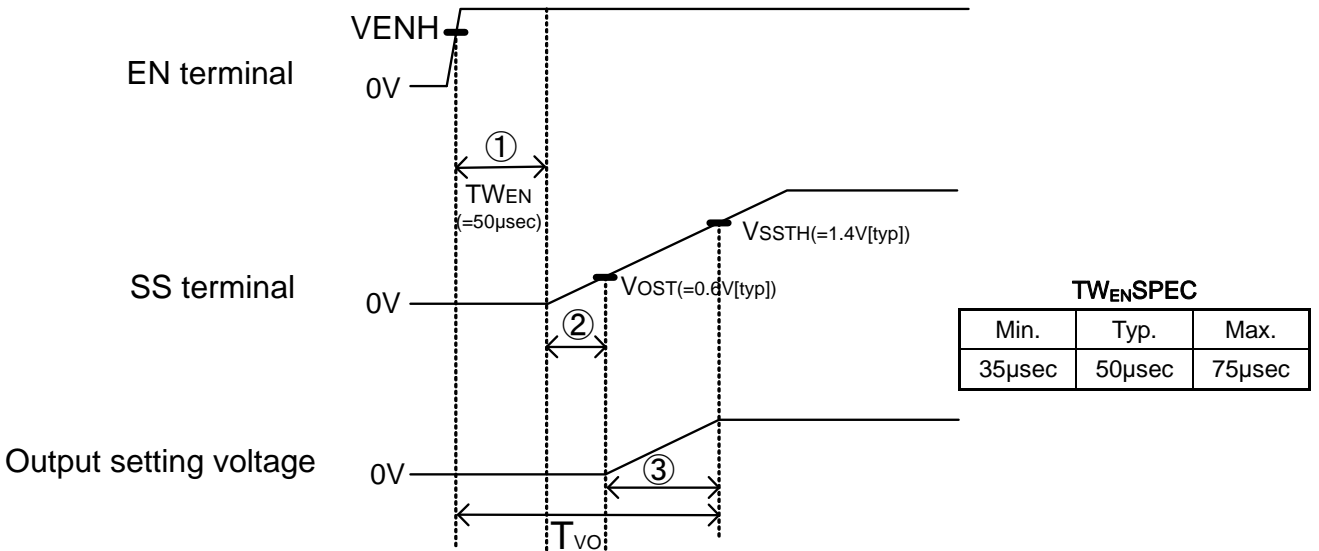 VENH
EN terminal
0V
①
TWEN
(=50μsec)
VSSTH(=1.4V[typ])
SS terminal
0V
VOST(=0.6V[typ])
②
TWENSPEC
Min. Typ. Max.
35μsec 50μsec 75μsec
Output setting voltage
0V
③
TVO